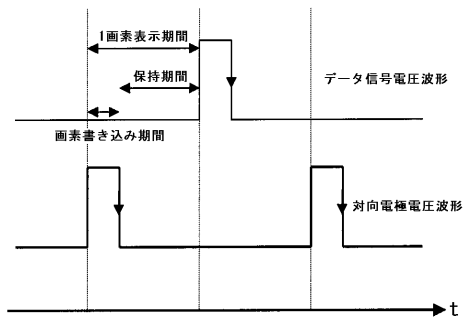 1画素表示期間
保持期間
データ信号電圧波形
画素書き込み期間
対向電極電圧波形
t